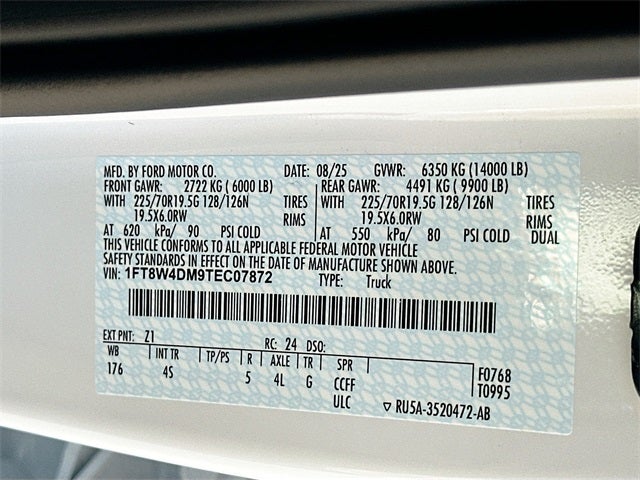 MFD. BY FORD MOTOR CO. DATE: 08/25 GVWR: 6350 KG (14000 LB)
FRONT GAWR: 2722 KG ( 6000 LB) REAR GAWR: 4491 KG ( 9900 LB)
WITH 225/70R19.5G 128/126N TIRES WITH 225/70R19.5G 128/126N TIRES
19.5X6.0RW RIMS 19.5X6.0RW RIMS
AT 620 kPa/ 90 PSI COLD AT 550 kPa/ 80 PSI COLD DUAL
THIS VEHICLE CONFORMS TO ALL APPLICABLE FEDERAL MOTOR VEHICLE
SAFETY STANDARDS IN EFFECT ON THE DATE OF MANUFACTURE SHOWN ABOVE.
VIN: 1FT8W4DM9TEC07872 TYPE: Truck
EXT PNT: Z1 RC: 24 DSO:
WB INT TR TP/PS R AXLE TR SPR F0768
176 4S 5 4L G CCFF T0995
ULC ▽ RU5A-3520472-AB